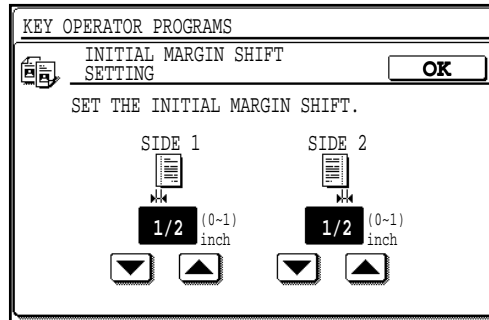 KEY OPERATOR PROGRAMS
INITIAL MARGIN SHIFT
SETTING
OK
SET THE INITIAL MARGIN SHIFT.
SIDE 1 SIDE 2
1/2 (0~1) 1/2 (0~1)
inch inch